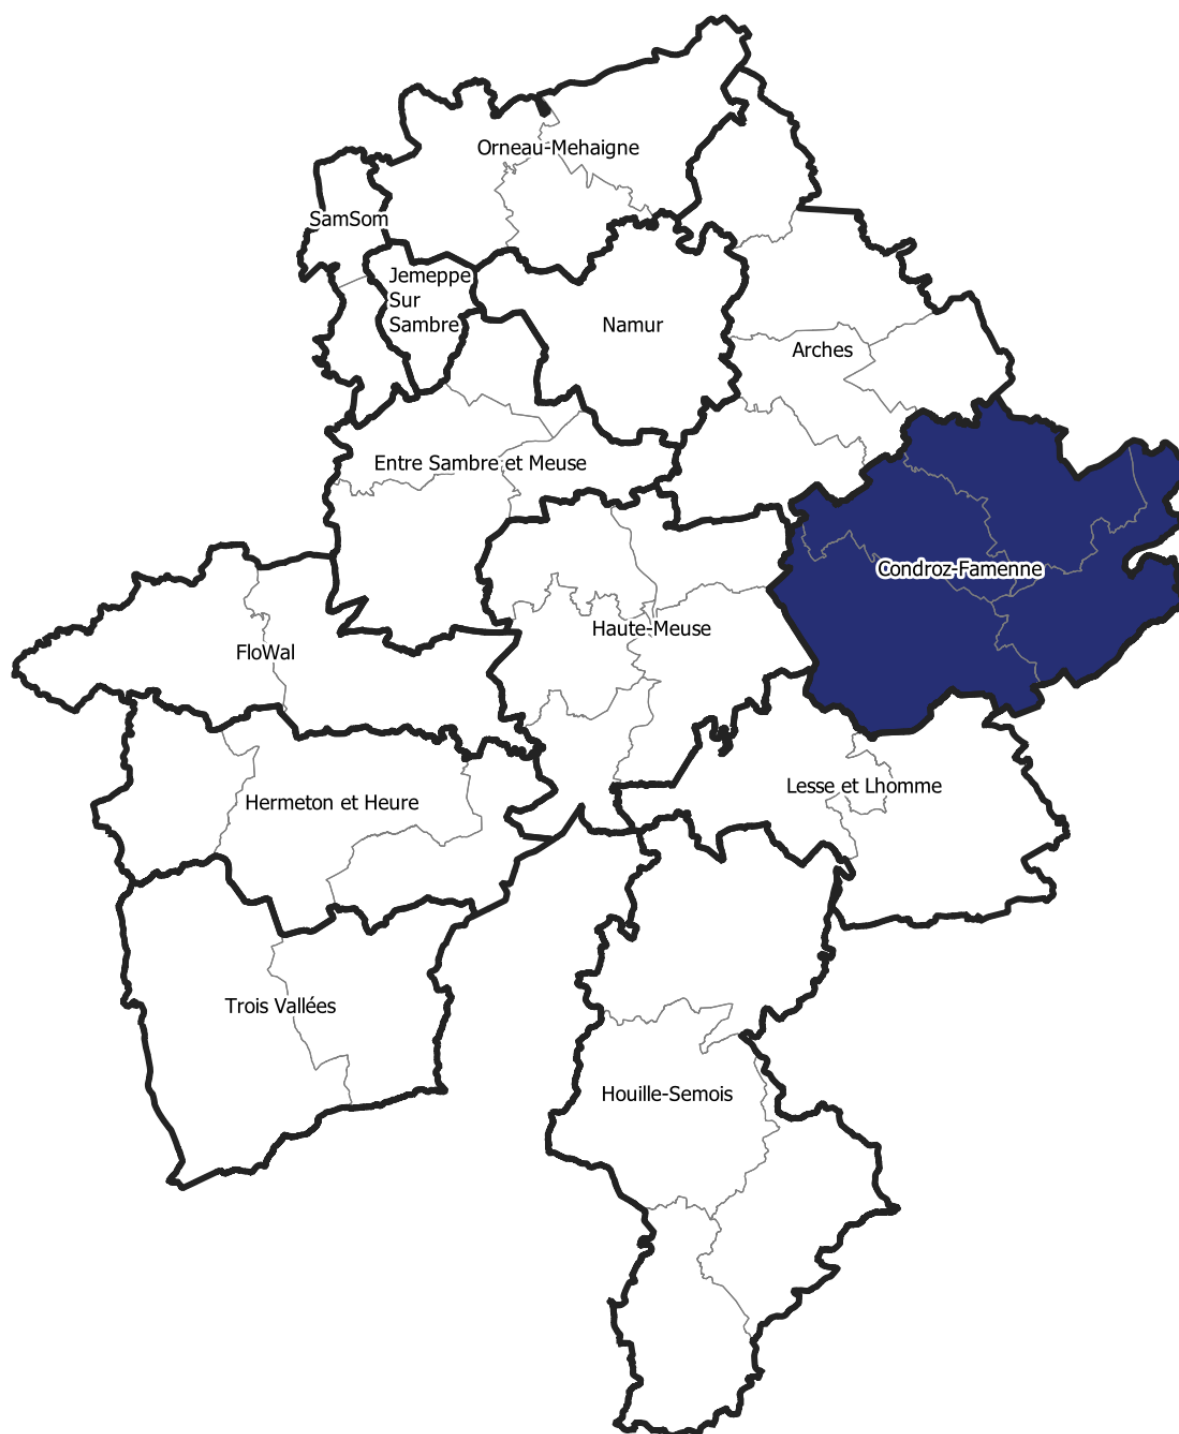 Orneau-Mehaigne
SamSom
Jemeppe
Sur
Sambre
Namur
Arches
Entre Sambre et Meuse
Condroz-Famenne
Haute-Meuse
FloWal
Lesse et Lhomme
Hermeton et Heure
Trois Vallées
Houille-Semois